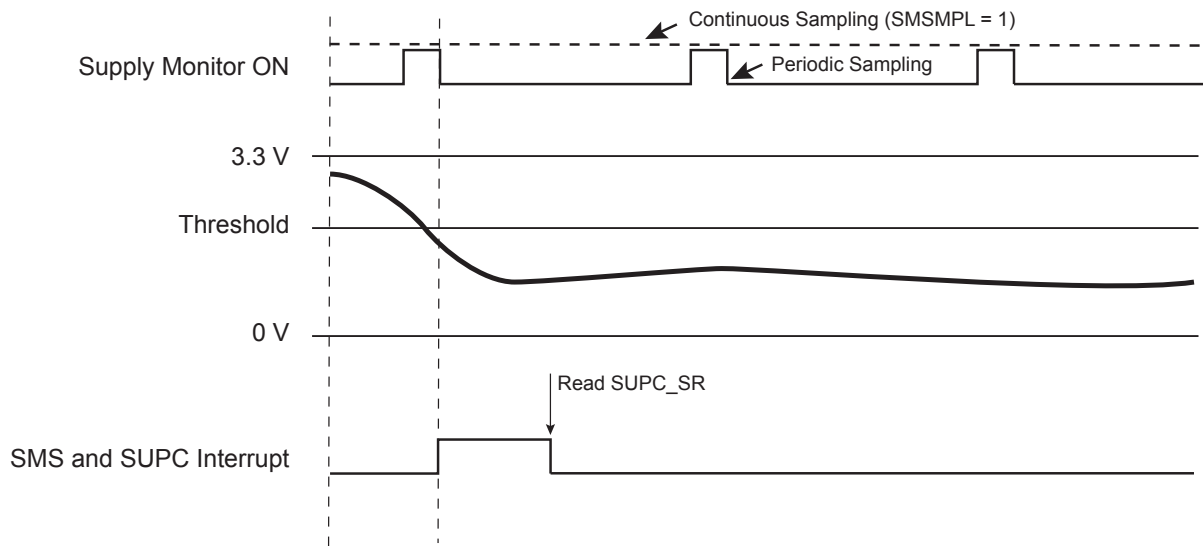 Continuous Sampling (SMSMPL = 1)
Supply Monitor ON
Periodic Sampling
3.3 V
Threshold
0 V
Read SUPC_SR
SMS and SUPC Interrupt